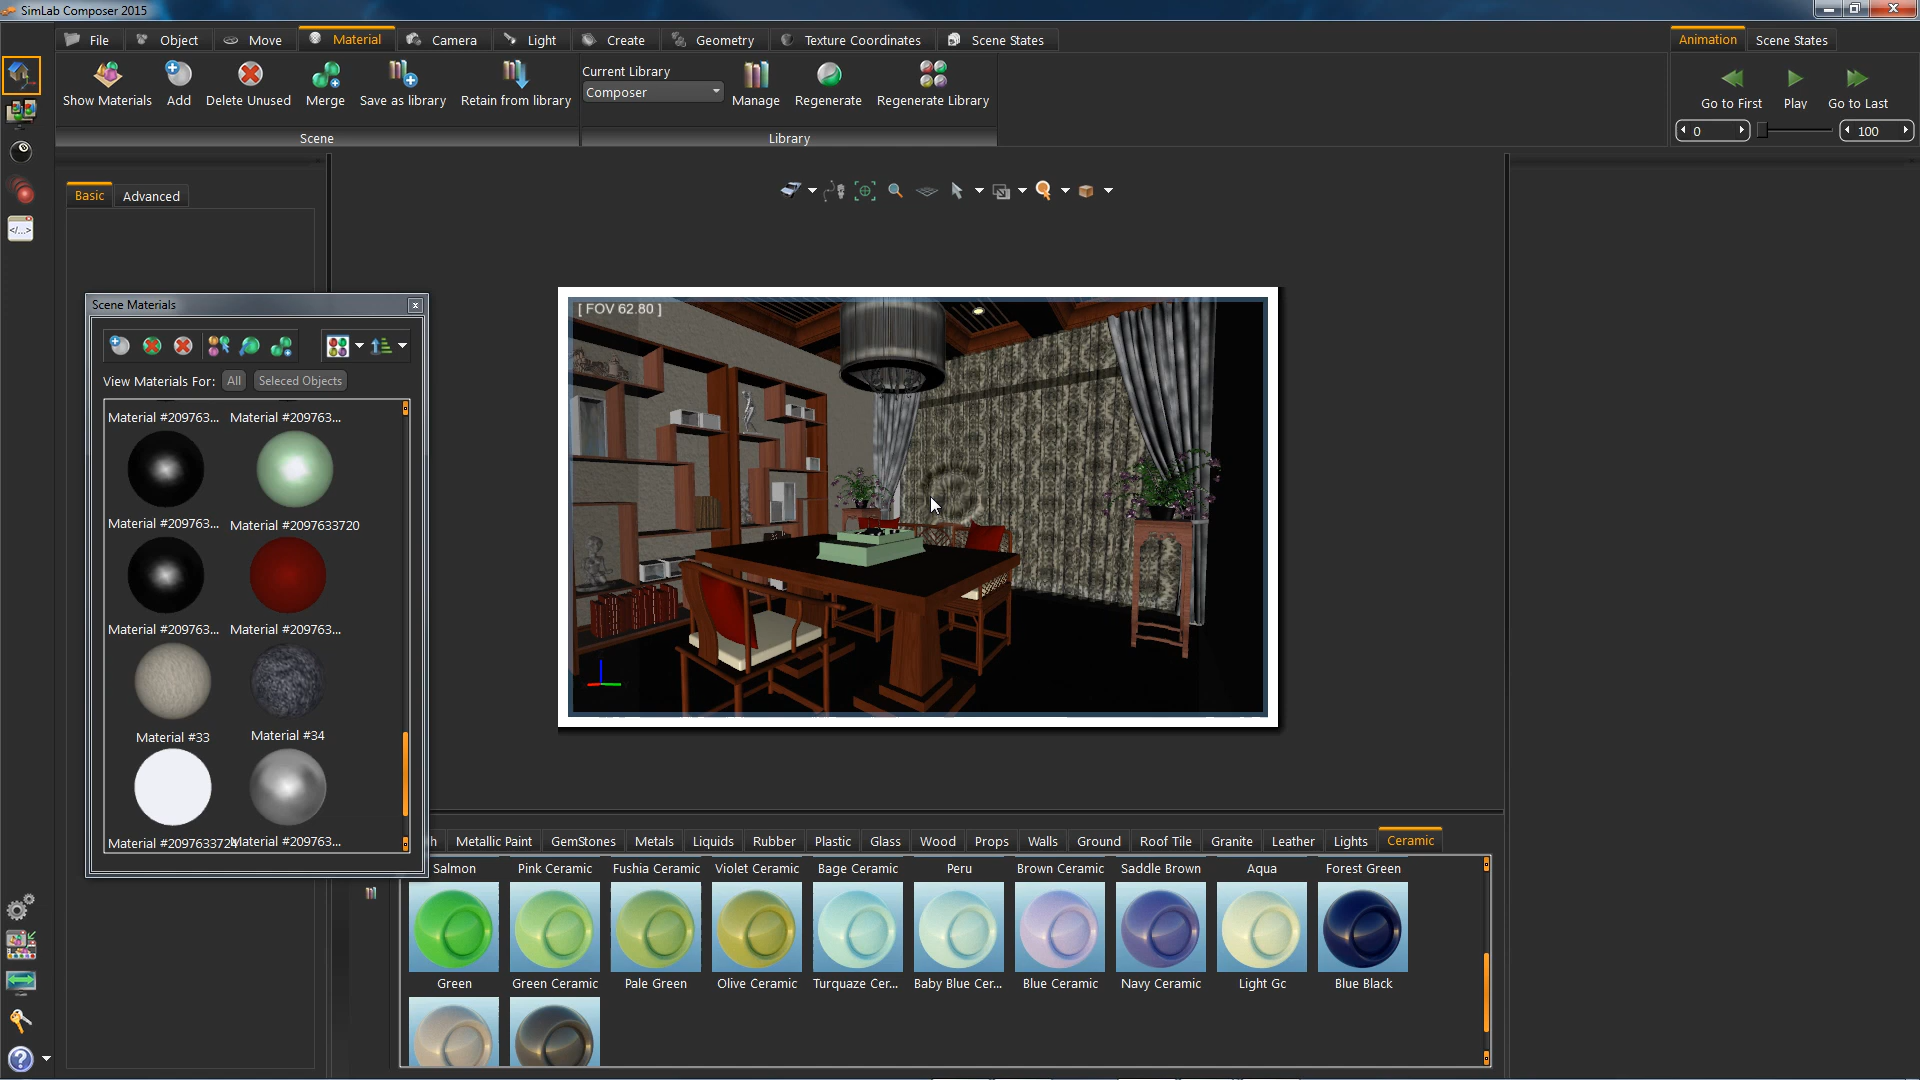 SimLab Composer 2015
File
Object
Move
Material
Camera
Light
Create
Geometry
Texture Coordinates
Scene States
Animation
Scene States
Show Materials
Add
Delete Unused
Merge
Save as library
Retain from library
Current Library
Composer
Manage
Regenerate
Regenerate Library
Go to First
Play
Go to Last
0
100
Scene
Library
Basic
Advanced
Scene Materials
View Materials For:
All
Seleced Objects
Material #209763...
Material #209763...
Material #209763...
Material #2097633720
Material #209763...
Material #209763...
Material #33
Material #34
Material #2097633724
Material #209763...
[ FOV 62.80 ]
</...>
h
Metallic Paint
GemStones
Metals
Liquids
Rubber
Plastic
Glass
Wood
Props
Walls
Ground
Roof Tile
Granite
Leather
Lights
Ceramic
Salmon
Pink Ceramic
Fushia Ceramic
Violet Ceramic
Bage Ceramic
Peru
Brown Ceramic
Saddle Brown
Aqua
Forest Green
Green
Green Ceramic
Pale Green
Olive Ceramic
Turquaze Cer...
Baby Blue Cer...
Blue Ceramic
Navy Ceramic
Light Gc
Blue Black